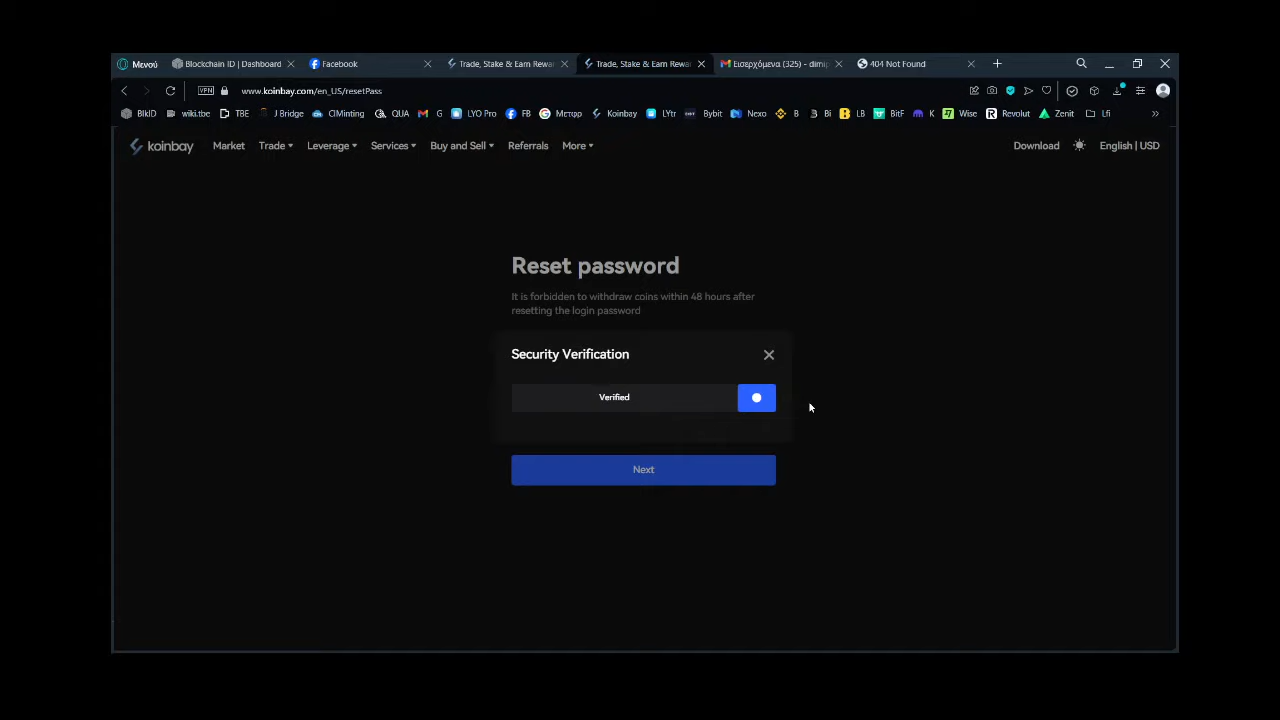 Μενού
Blockchain ID | Dashboard
Facebook
Trade, Stake & Earn Rewa
Trade, Stake & Earn Rewa
Εισερχόμενα (325) - dimip
404 Not Found
VPN
www.koinbay.com/en_US/resetPass
BlkID
wiki.tbe
TBE
J Bridge
CIMinting
QUA
G
LYO Pro
FB
Μεταφ
Koinbay
LYtr
Bybit
Nexo
B
Bi
LB
BitF
K
Wise
Revolut
Zenit
Lfi
koinbay
Market
Trade
Leverage
Services
Buy and Sell
Referrals
More
Download
English | USD
Reset password
It is forbidden to withdraw coins within 48 hours after
resetting the login password
Security Verification
Verified
Next